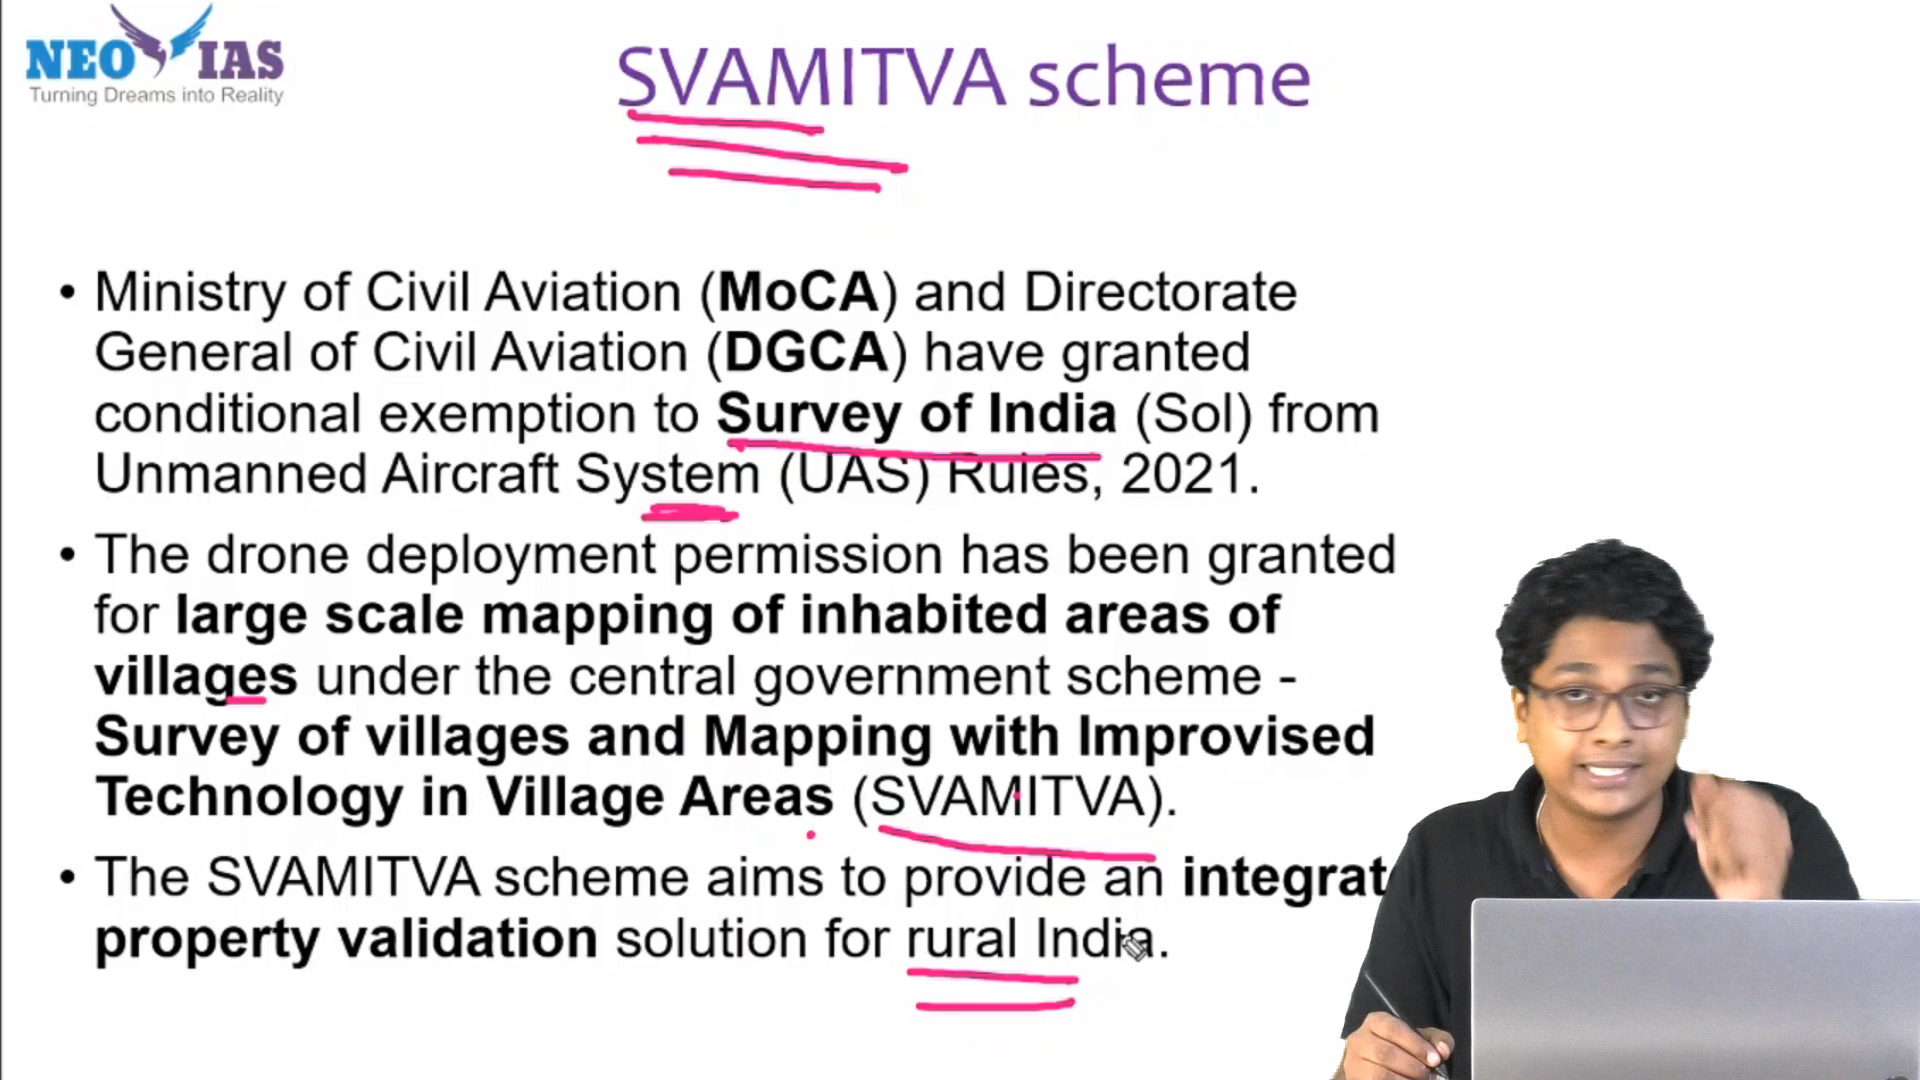 NEO IAS
Turning Dreams into Reality
SVAMITVA scheme
• Ministry of Civil Aviation (MoCA) and Directorate
General of Civil Aviation (DGCA) have granted
conditional exemption to Survey of India (SoI) from
Unmanned Aircraft System (UAS) Rules, 2021.
• The drone deployment permission has been granted
for large scale mapping of inhabited areas of
villages under the central government scheme -
Survey of villages and Mapping with Improvised
Technology in Village Areas (SVAMITVA).
• The SVAMITVA scheme aims to provide an integrat
property validation solution for rural India.